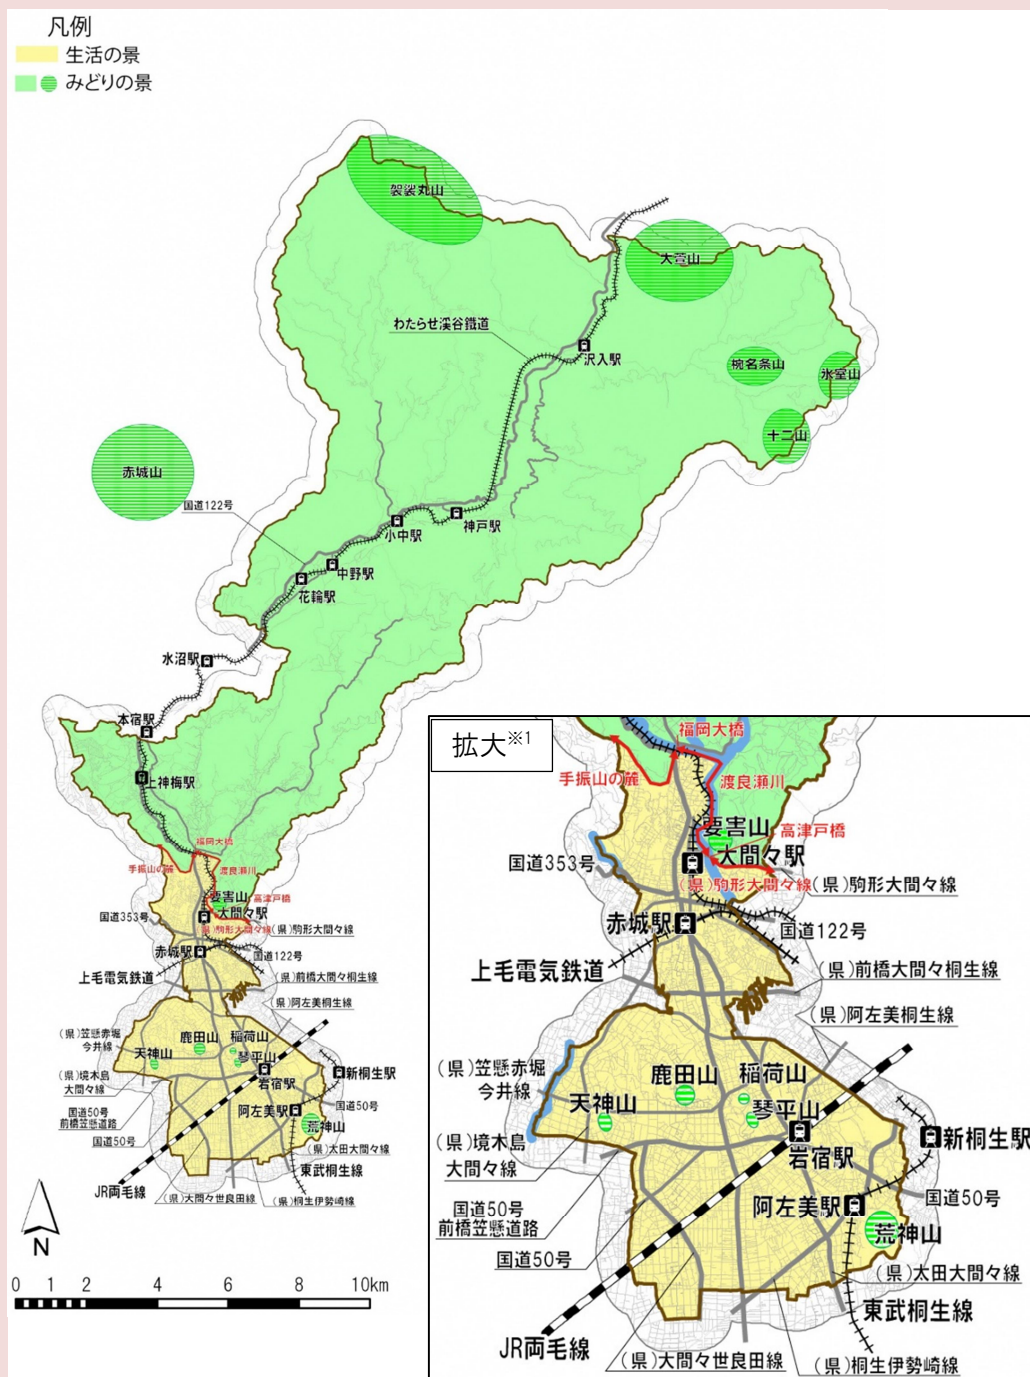 凡例
生活の景
みどりの景
袈裟丸山
大萱山
わたらせ渓谷鐵道
沢入駅
椀名条山
氷室山
十二山
赤城山
国道122号
神戸駅
小中駅
中野駅
花輪駅
水沼駅
本宿駅
上神梅駅
福岡大橋
手振山の麓
渡良瀬川
要害山
高津戸橋
大間々駅
国道353号
(県)駒形大間々線
(県)駒形大間々線
赤城駅
国道122号
上毛電気鉄道
(県)前橋大間々桐生線
(県)阿左美桐生線
(県)笠懸赤堀
今井線
鹿田山
稲荷山
天神山
琴平山
(県)境木島
大間々線
岩宿駅
新桐生駅
国道50号
前橋笠懸道路
阿左美駅
国道50号
荒神山
国道50号
(県)太田大間々線
東武桐生線
JR両毛線
(県)大間々世良田線
(県)桐生伊勢崎線
N
0 1 2 4 6 8 10km
拡大※1
福岡大橋
手振山の麓
渡良瀬川
要害山
高津戸橋
大間々駅
国道353号
(県)駒形大間々線
(県)駒形大間々線
赤城駅
国道122号
上毛電気鉄道
(県)前橋大間々桐生線
(県)阿左美桐生線
(県)笠懸赤堀
今井線
鹿田山
稲荷山
天神山
琴平山
(県)境木島
大間々線
岩宿駅
新桐生駅
国道50号
前橋笠懸道路
阿左美駅
国道50号
荒神山
国道50号
(県)太田大間々線
東武桐生線
JR両毛線
(県)大間々世良田線
(県)桐生伊勢崎線